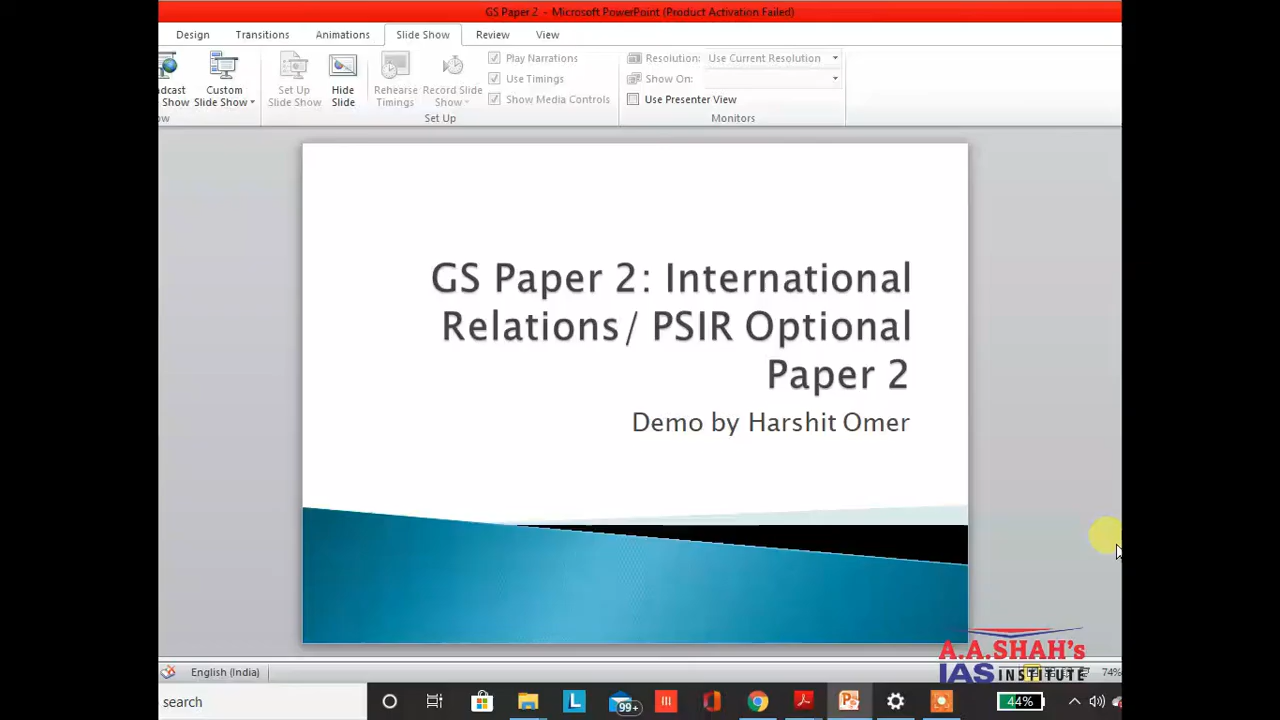 GS Paper 2 - Microsoft PowerPoint (Product Activation Failed)
Design Transitions Animations Slide Show Review View
Custom Slide Show
Set Up Slide Show
Hide Slide
Rehearse Timings
Record Slide Show
Play Narrations
Use Timings
Show Media Controls
Set Up
Resolution: Use Current Resolution
Show On:
Use Presenter View
Monitors
GS Paper 2: International
Relations/ PSIR Optional
Paper 2
Demo by Harshit Omer
A.A.SHAH's
IAS INSTITUTE
English (India)
74%
search
L
99+
44%